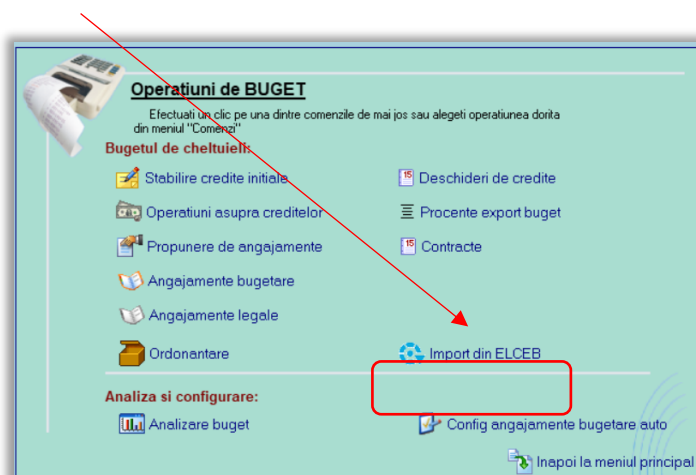 Operatiuni de BUGET
Efectuati un clic pe una dintre comenzile de mai jos sau alegeti operatiunea dorita
din meniul "Comenzi"
Bugetul de cheltuieli:
Stabilire credite initiale
Deschideri de credite
Operatiuni asupra creditelor
Procente export buget
Propunere de angajamente
Contracte
Angajamente bugetare
Angajamente legale
Ordonantare
Import din ELCEB
Analiza si configurare:
Analizare buget
Config angajamente bugetare auto
Inapoi la meniul principal